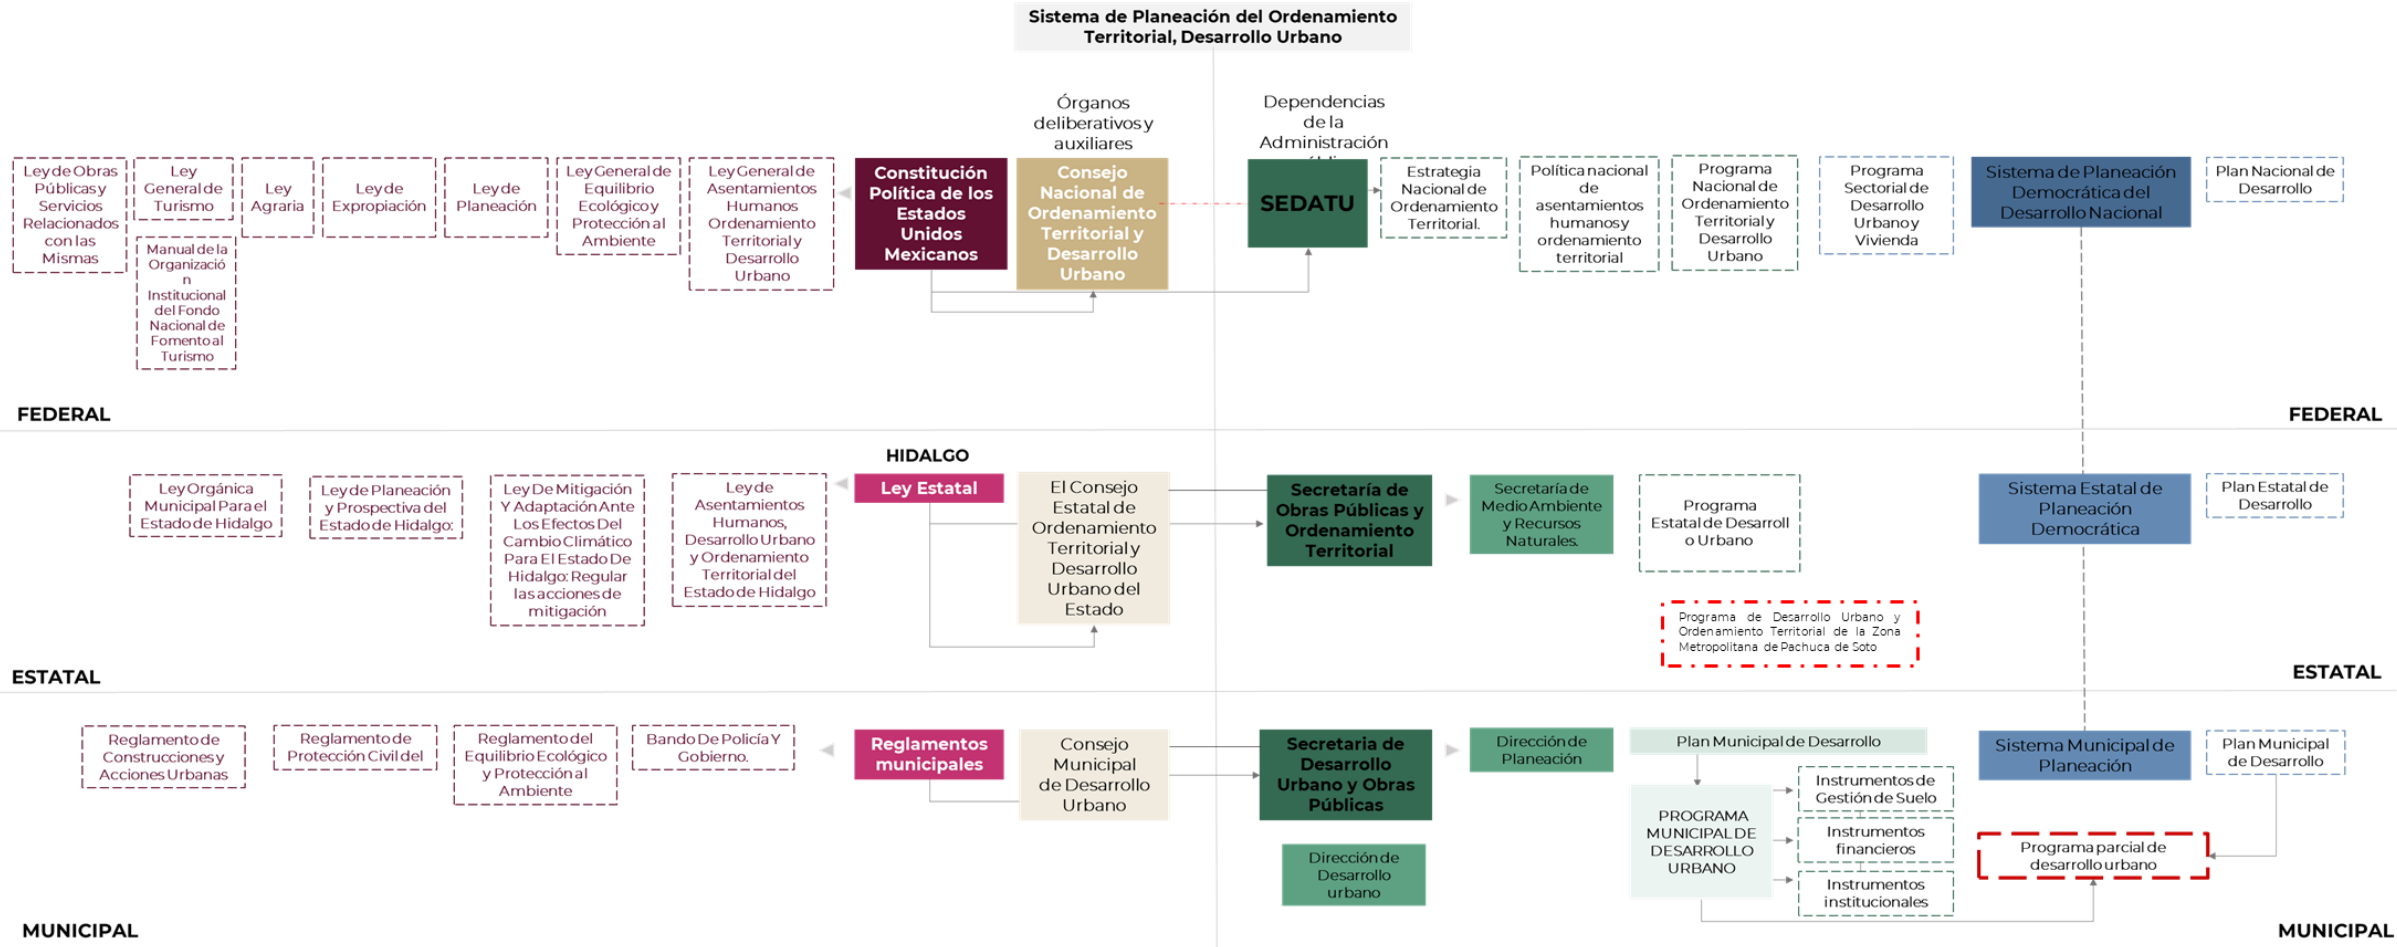 Sistema de Planeación del Ordenamiento
Territorial, Desarrollo Urbano
Órganos
deliberativos y
auxiliares
Dependencias
de la
Administración
Ley de Obras
Públicas y
Servicios
Relacionados
con las
Mismas
Ley
General de
Turismo
Manual de la
Organizació
n
Institucional
del Fondo
Nacional de
Fomento al
Turismo
Ley
Agraria
Ley de
Expropiación
Ley de
Planeación
Ley General de
Equilibrio
Ecológico y
Protección al
Ambiente
Ley General de
Asentamientos
Humanos
Ordenamiento
Territorial y
Desarrollo
Urbano
Constitución
Política de los
Estados
Unidos
Mexicanos
Consejo
Nacional de
Ordenamiento
Territorial y
Desarrollo
Urbano
SEDATU
Estrategia
Nacional de
Ordenamiento
Territorial.
Política nacional
de
asentamientos
humanos y
ordenamiento
territorial
Programa
Nacional de
Ordenamiento
Territorial y
Desarrollo
Urbano
Programa
Sectorial de
Desarrollo
Urbano y
Vivienda
Sistema de Planeación
Democrática del
Desarrollo Nacional
Plan Nacional de
Desarrollo
FEDERAL
FEDERAL
HIDALGO
Ley Orgánica
Municipal Para el
Estado de Hidalgo
Ley de Planeación
y Prospectiva del
Estado de Hidalgo:
Ley De Mitigación
Y Adaptación Ante
Los Efectos Del
Cambio Climático
Para El Estado De
Hidalgo: Regular
las acciones de
mitigación
Ley de
Asentamientos
Humanos,
Desarrollo Urbano
y Ordenamiento
Territorial del
Estado de Hidalgo
Ley Estatal
El Consejo
Estatal de
Ordenamiento
Territorial y
Desarrollo
Urbano del
Estado
Secretaría de
Obras Públicas y
Ordenamiento
Territorial
Secretaría de
Medio Ambiente
y Recursos
Naturales.
Programa
Estatal de Desarroll
o Urbano
Programa de Desarrollo Urbano y
Ordenamiento Territorial de la Zona
Metropolitana de Pachuca de Soto
Sistema Estatal de
Planeación
Democrática
Plan Estatal de
Desarrollo
ESTATAL
ESTATAL
Reglamento de
Construcciones y
Acciones Urbanas
Reglamento de
Protección Civil del
Reglamento del
Equilibrio Ecológico
y Protección al
Ambiente
Bando De Policía Y
Gobierno.
Reglamentos
municipales
Consejo
Municipal
de Desarrollo
Urbano
Secretaria de
Desarrollo
Urbano y Obras
Públicas
Dirección de
Desarrollo
urbano
Dirección de
Planeación
Plan Municipal de Desarrollo
PROGRAMA
MUNICIPAL DE
DESARROLLO
URBANO
Instrumentos de
Gestión de Suelo
Instrumentos
financieros
Instrumentos
institucionales
Sistema Municipal de
Planeación
Plan Municipal
de Desarrollo
Programa parcial de
desarrollo urbano
MUNICIPAL
MUNICIPAL